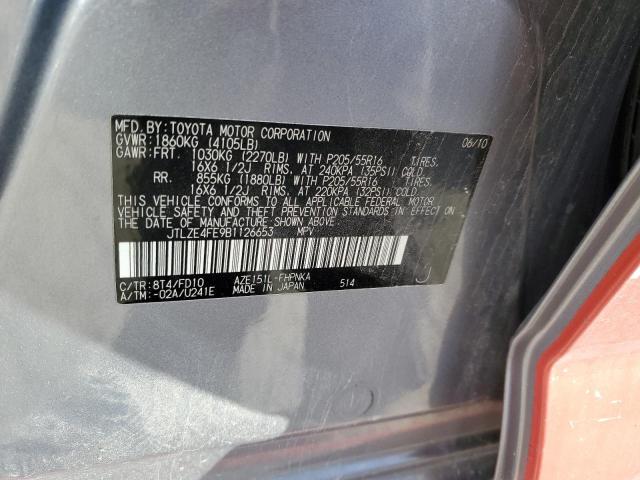 MFD. BY: TOYOTA MOTOR CORPORATION 06/10
GVWR: 1860KG (4105LB)
GAWR: FRT. 1030KG (2270LB) WITH P205/55R16 TIRES,
16X6 1/2J RIMS, AT 240KPA (35PSI) COLD
RR. 855KG (1880LB) WITH P205/55R16 TIRES,
16X6 1/2J RIMS, AT 220KPA (32PSI) COLD
THIS VEHICLE CONFORMS TO ALL APPLICABLE FEDERAL MOTOR
VEHICLE SAFETY, BUMPER, AND THEFT PREVENTION STANDARDS IN EFFECT ON
THE DATE OF MANUFACTURE SHOWN ABOVE.
JTLZE4FE9B1126653 MPV
C/TR: 8T4/FD10 AZE151L-FHPNKA
A/TM: -02A/U241E MADE IN JAPAN 514